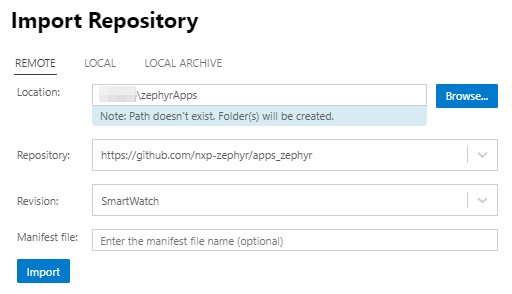 Import Repository
REMOTE LOCAL LOCAL ARCHIVE
Location: \zephyrApps Browse...
Note: Path doesn't exist. Folder(s) will be created.
Repository: https://github.com/nxp-zephyr/apps_zephyr
Revision: SmartWatch
Manifest file: Enter the manifest file name (optional)
Import